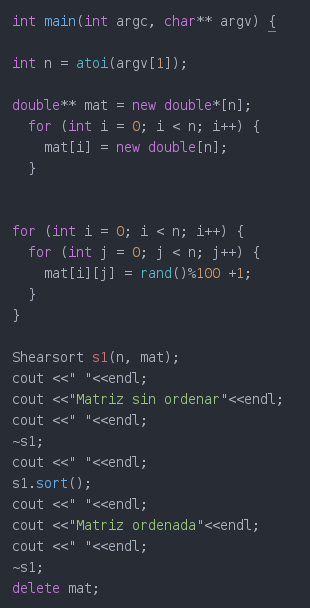 int main(int argc, char** argv) {
int n = atoi(argv[1]);
double** mat = new double*[n];
for (int i = 0; i < n; i++) {
mat[i] = new double[n];
}
for (int i = 0; i < n; i++) {
for (int j = 0; j < n; j++) {
mat[i][j] = rand()%100 +1;
}
}
Shearsort s1(n, mat);
cout <<" "<<endl;
cout <<"Matriz sin ordenar"<<endl;
cout <<" "<<endl;
~s1;
cout <<" "<<endl;
s1.sort();
cout <<" "<<endl;
cout <<"Matriz ordenada"<<endl;
cout <<" "<<endl;
~s1;
delete mat;